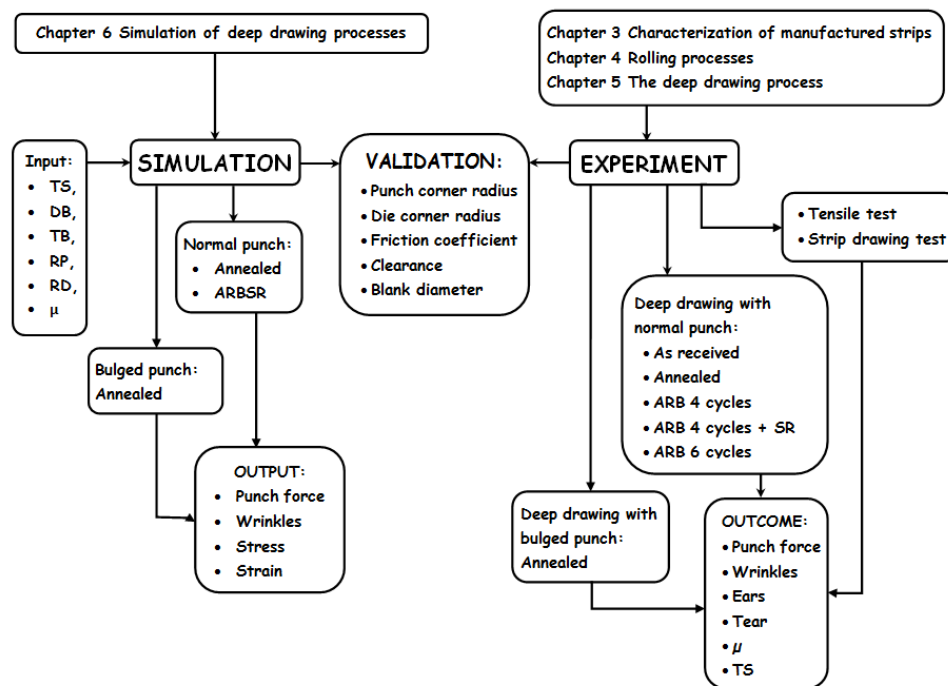 Chapter 6 Simulation of deep drawing processes
Chapter 3 Characterization of manufactured strips
Chapter 4 Rolling processes
Chapter 5 The deep drawing process
Input:
• TS,
• DB,
• TB,
• RP,
• RD,
• μ
SIMULATION
VALIDATION:
• Punch corner radius
• Die corner radius
• Friction coefficient
• Clearance
• Blank diameter
EXPERIMENT
• Tensile test
• Strip drawing test
Normal punch:
• Annealed
• ARBSR
Bulged punch:
Annealed
Deep drawing with
normal punch:
• As received
• Annealed
• ARB 4 cycles
• ARB 4 cycles + SR
• ARB 6 cycles
OUTPUT:
• Punch force
• Wrinkles
• Stress
• Strain
Deep drawing with
bulged punch:
Annealed
OUTCOME:
• Punch force
• Wrinkles
• Ears
• Tear
• μ
• TS